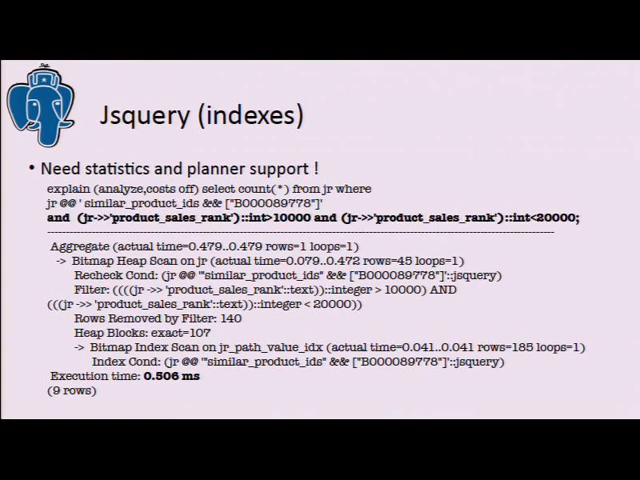 Jsquery (indexes)
• Need statistics and planner support !
explain (analyze,costs off) select count(*) from jr where
jr @@ ' similar_product_ids && ["B000089778"]'
and (jr->>'product_sales_rank')::int>10000 and (jr->>'product_sales_rank')::int<20000;
------------------------------------------------------------------------------------------------
Aggregate (actual time=0.479..0.479 rows=1 loops=1)
-> Bitmap Heap Scan on jr (actual time=0.079..0.472 rows=45 loops=1)
Recheck Cond: (jr @@ '"similar_product_ids" && ["B000089778"]'::jsquery)
Filter: ((((jr ->> 'product_sales_rank'::text))::integer > 10000) AND
(((jr ->> 'product_sales_rank'::text))::integer < 20000))
Rows Removed by Filter: 140
Heap Blocks: exact=107
-> Bitmap Index Scan on jr_path_value_idx (actual time=0.041..0.041 rows=185 loops=1)
Index Cond: (jr @@ '"similar_product_ids" && ["B000089778"]'::jsquery)
Execution time: 0.506 ms
(9 rows)